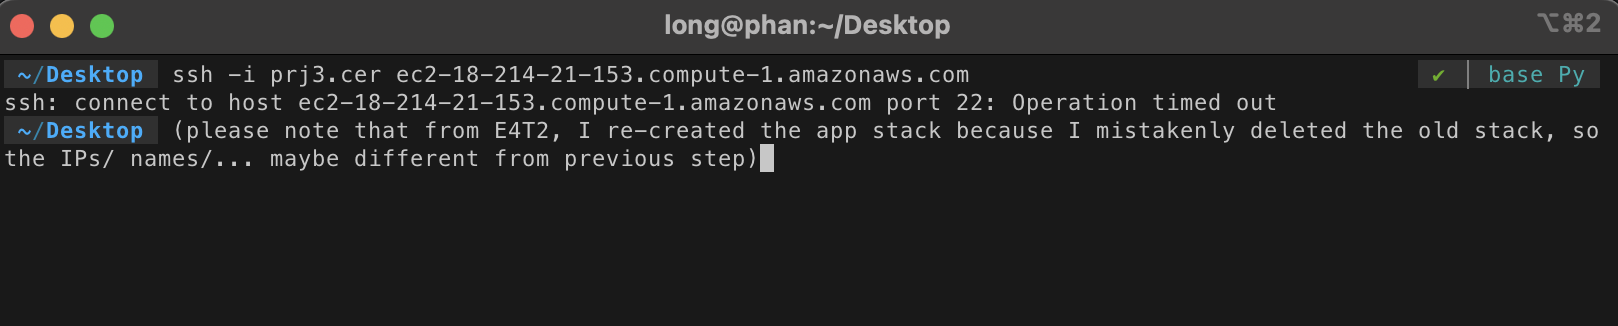 long@phan:~/Desktop
⌥⌘2
~/Desktop ssh -i prj3.cer ec2-18-214-21-153.compute-1.amazonaws.com ✔ base Py
ssh: connect to host ec2-18-214-21-153.compute-1.amazonaws.com port 22: Operation timed out
~/Desktop (please note that from E4T2, I re-created the app stack because I mistakenly deleted the old stack, so
the IPs/ names/... maybe different from previous step)